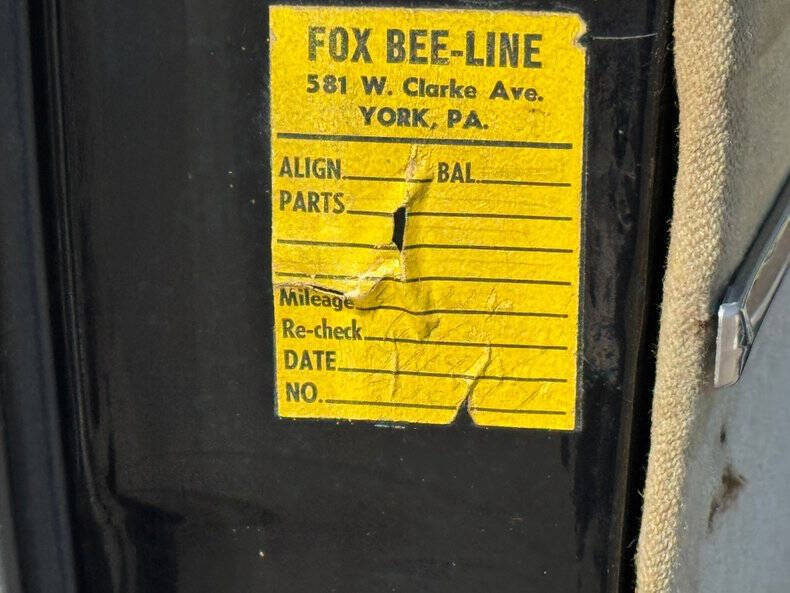 FOX BEE-LINE
581 W. Clarke Ave.
YORK, PA.
ALIGN. BAL.
PARTS
Mileage
Re-check
DATE
NO.